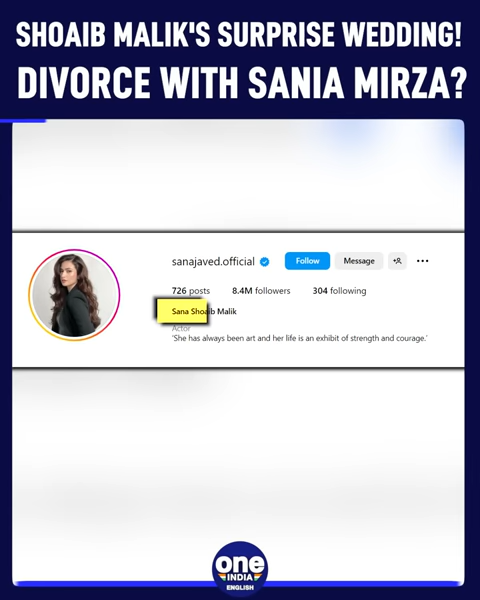 SHOAIB MALIK'S SURPRISE WEDDING!
DIVORCE WITH SANIA MIRZA?
sanajaved.official Follow Message
726 posts 8.4M followers 304 following
Sana Shoaib Malik
Actor
'She has always been art and her life is an exhibit of strength and courage.'
one
INDIA
ENGLISH